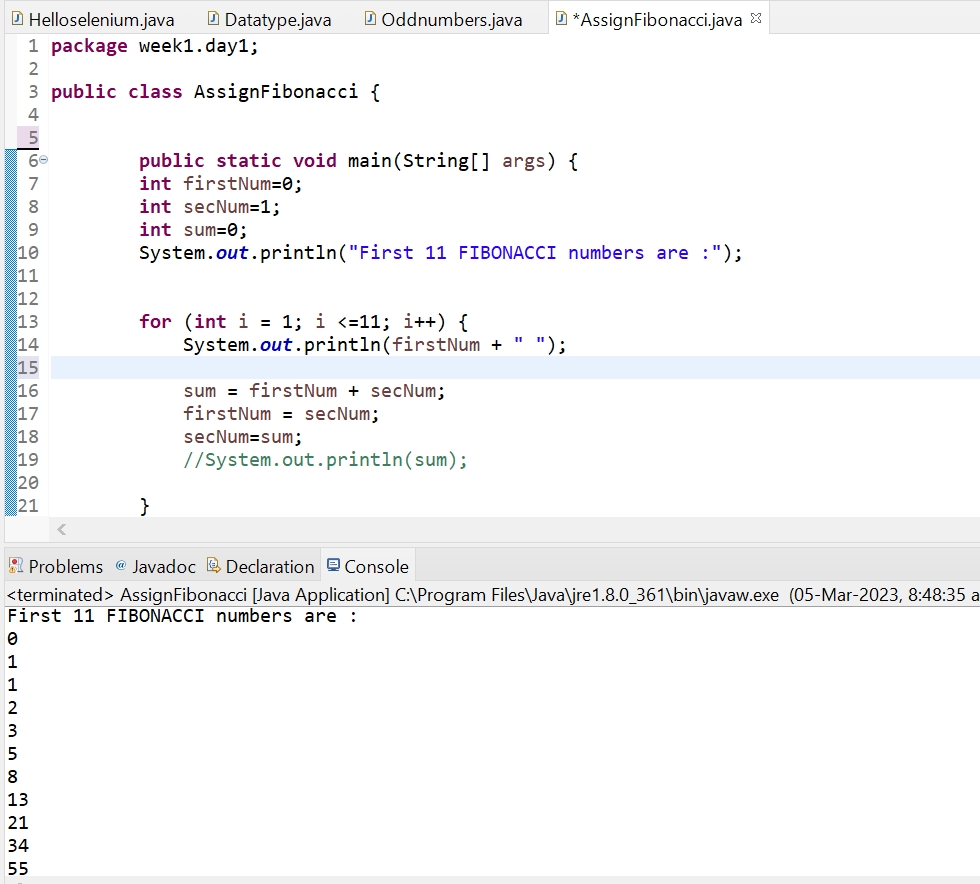 Helloselenium.java Datatype.java Oddnumbers.java *AssignFibonacci.java
1 package week1.day1;
2
3 public class AssignFibonacci {
4
5
6 public static void main(String[] args) {
7 int firstNum=0;
8 int secNum=1;
9 int sum=0;
10 System.out.println("First 11 FIBONACCI numbers are :");
11
12
13 for (int i = 1; i <=11; i++) {
14 System.out.println(firstNum + " ");
15
16 sum = firstNum + secNum;
17 firstNum = secNum;
18 secNum=sum;
19 //System.out.println(sum);
20
21 }
Problems @ Javadoc Declaration Console
<terminated> AssignFibonacci [Java Application] C:\Program Files\Java\jre1.8.0_361\bin\javaw.exe (05-Mar-2023, 8:48:35 a
First 11 FIBONACCI numbers are :
0
1
1
2
3
5
8
13
21
34
55